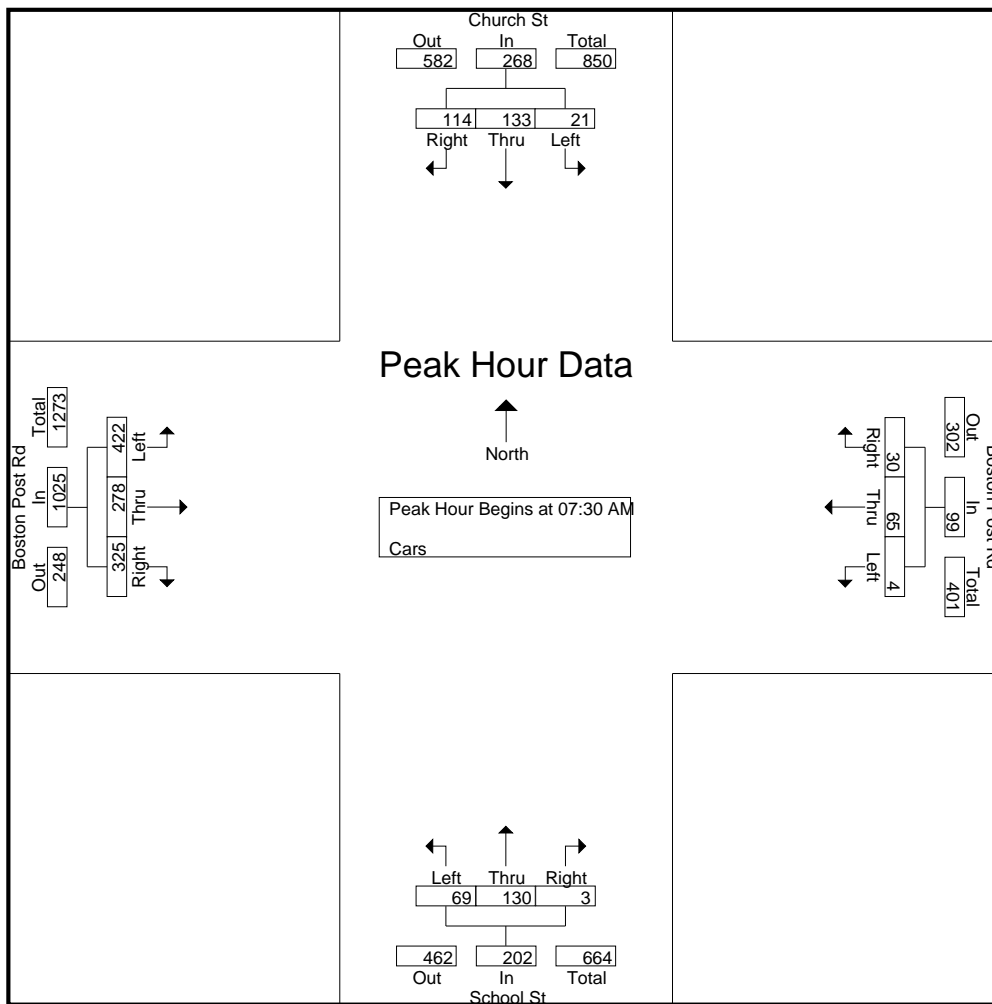 Church St
Out In Total
582 268 850
114 133 21
Right Thru Left
Peak Hour Data
North
Peak Hour Begins at 07:30 AM
Cars
Boston Post Rd
Out In Total
248 1025 1273
Right Thru Left
325 278 422
Boston Post Rd
Out In Total
302 99 401
Right Thru Left
30 65 4
Left Thru Right
69 130 3
462 202 664
Out In Total
School St